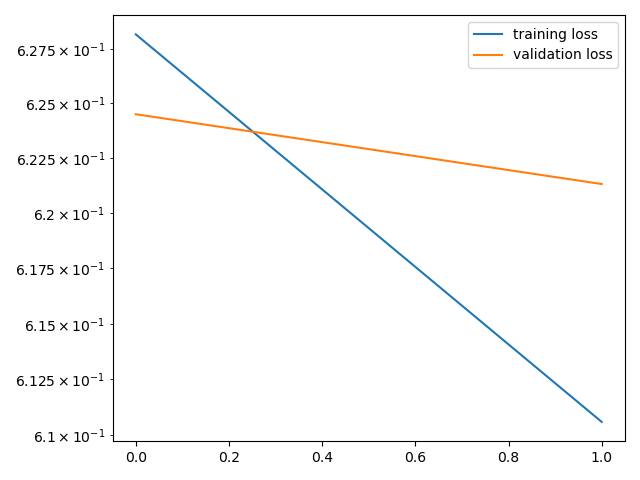 training loss
validation loss
6.275 × 10⁻¹
6.25 × 10⁻¹
6.225 × 10⁻¹
6.2 × 10⁻¹
6.175 × 10⁻¹
6.15 × 10⁻¹
6.125 × 10⁻¹
6.1 × 10⁻¹
0.0 0.2 0.4 0.6 0.8 1.0